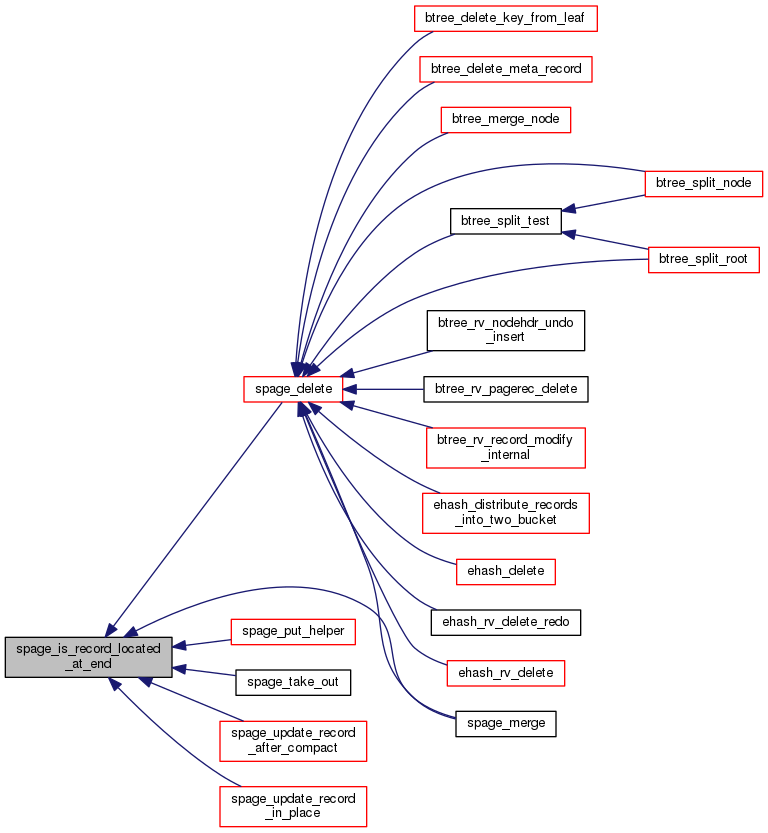 btree_delete_key_from_leaf
btree_delete_meta_record
btree_merge_node
btree_split_node
btree_split_test
btree_split_root
btree_rv_nodehdr_undo
_insert
spage_delete
btree_rv_pagerec_delete
btree_rv_record_modify
_internal
ehash_distribute_records
_into_two_bucket
ehash_delete
ehash_rv_delete_redo
spage_put_helper
spage_is_record_located
_at_end
ehash_rv_delete
spage_take_out
spage_merge
spage_update_record
_after_compact
spage_update_record
_in_place